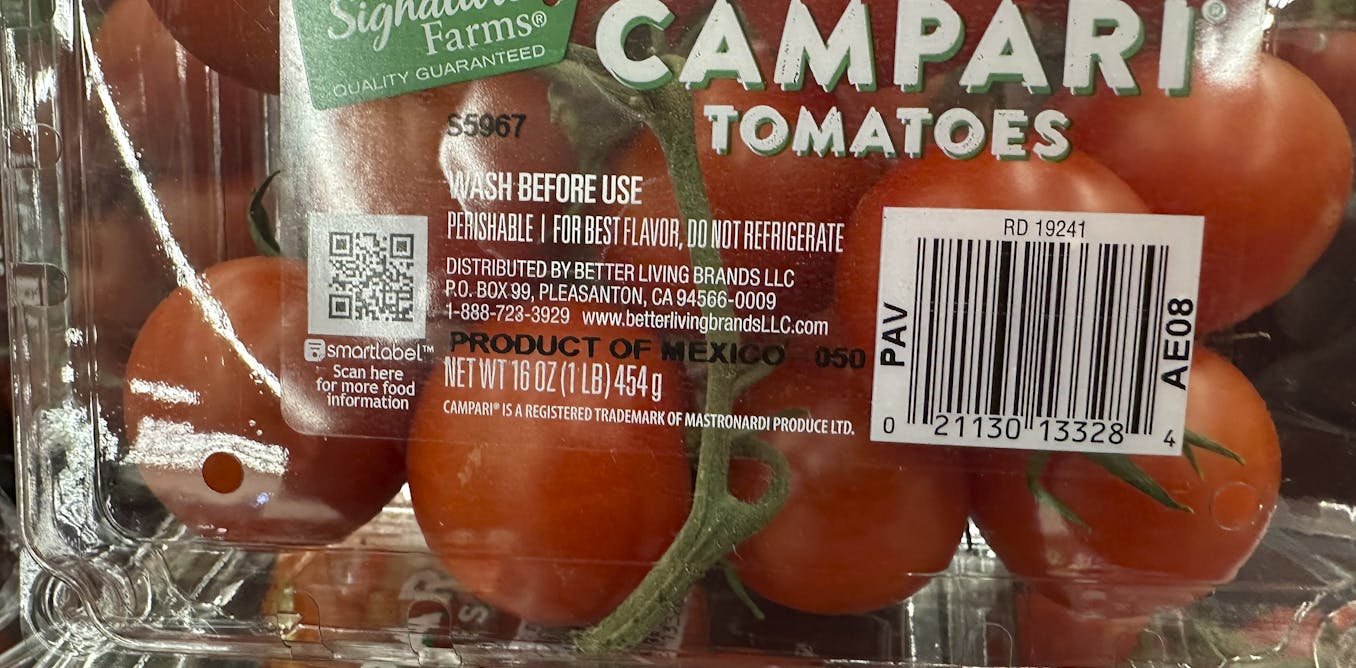 Signature
Farms®
QUALITY GUARANTEED
CAMPARI®
TOMATOES
S5967
WASH BEFORE USE
PERISHABLE | FOR BEST FLAVOR, DO NOT REFRIGERATE
DISTRIBUTED BY BETTER LIVING BRANDS LLC
P.O. BOX 99, PLEASANTON, CA 94566-0009
1-888-723-3929 www.betterlivingbrandsLLC.com
PRODUCT OF MEXICO 050
NET WT 16 OZ (1 LB) 454 g
CAMPARI® IS A REGISTERED TRADEMARK OF MASTRONARDI PRODUCE LTD.
smartlabel™
Scan here
for more food
information
RD 19241
PAV
AE08
0 21130 13328 4